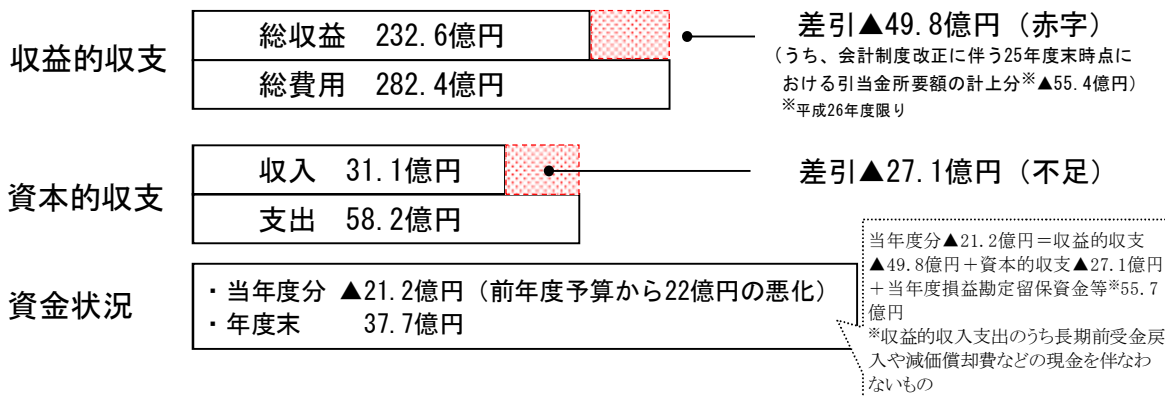 収益的収支
総収益　232.6億円
総費用　282.4億円
差引▲49.8億円（赤字）
（うち、会計制度改正に伴う25年度末時点に
おける引当金所要額の計上分※▲55.4億円）
※平成26年度限り
資本的収支
収入　31.1億円
支出　58.2億円
差引▲27.1億円（不足）
資金状況
・当年度分 ▲21.2億円（前年度予算から22億円の悪化）
・年度末　　37.7億円
当年度分▲21.2億円＝収益的収支
▲49.8億円＋資本的収支▲27.1億円
＋当年度損益勘定留保資金等※55.7
億円
※収益的収入支出のうち長期前受金戻
入や減価償却費などの現金を伴なわ
ないもの